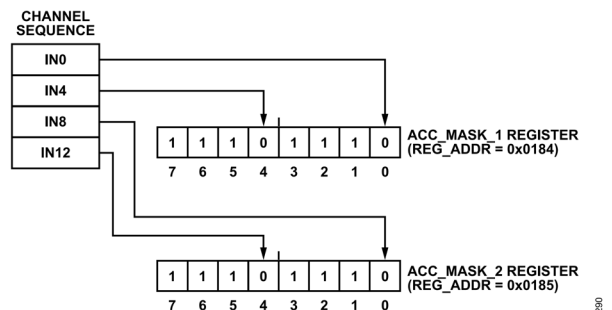 CHANNEL
SEQUENCE
IN0
IN4
IN8
IN12
1 1 1 0 1 1 1 0
7 6 5 4 3 2 1 0
ACC_MASK_1 REGISTER
(REG_ADDR = 0x0184)
1 1 1 0 1 1 1 0
7 6 5 4 3 2 1 0
ACC_MASK_2 REGISTER
(REG_ADDR = 0x0185)
290